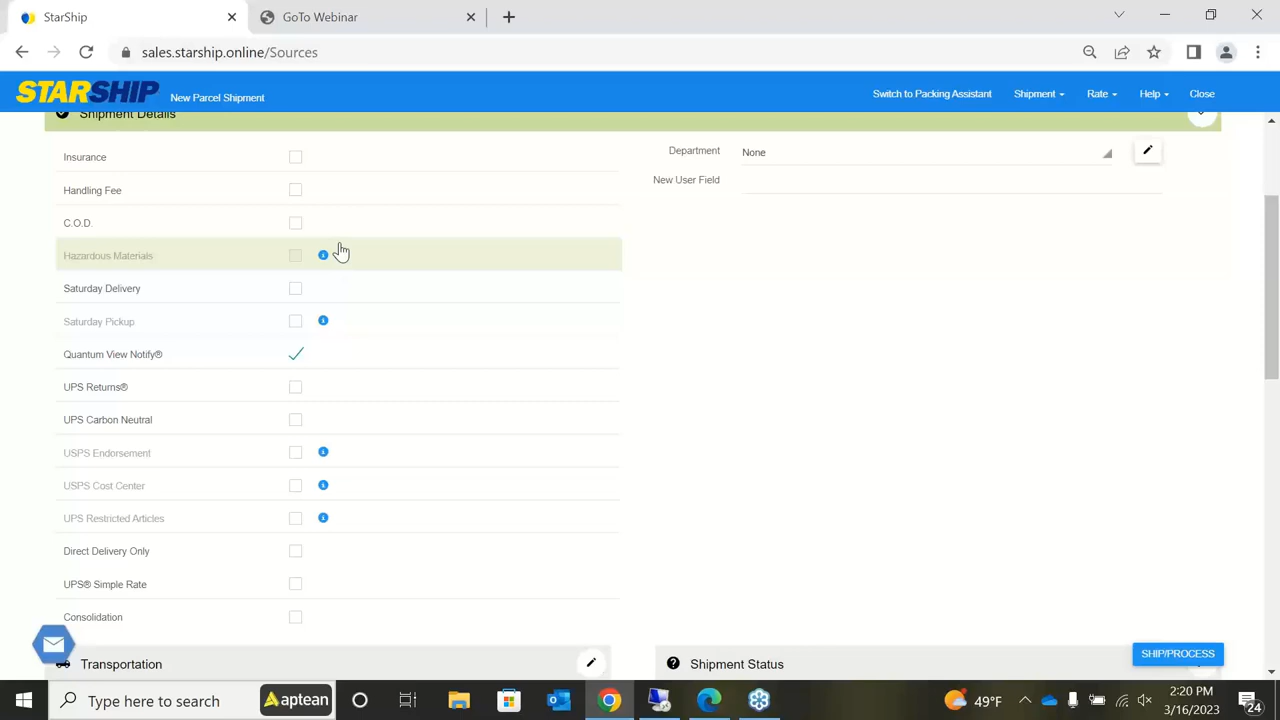 StarShip
GoTo Webinar
sales.starship.online/Sources
STARSHIP
New Parcel Shipment
Switch to Packing Assistant
Shipment
Rate
Help
Close
Shipment Details
Insurance
Handling Fee
C.O.D.
Hazardous Materials
Saturday Delivery
Saturday Pickup
Quantum View Notify®
UPS Returns®
UPS Carbon Neutral
USPS Endorsement
USPS Cost Center
UPS Restricted Articles
Direct Delivery Only
UPS® Simple Rate
Consolidation
Department
None
New User Field
Transportation
Shipment Status
SHIP/PROCESS
Type here to search
aptean
49°F
2:20 PM
3/16/2023
24